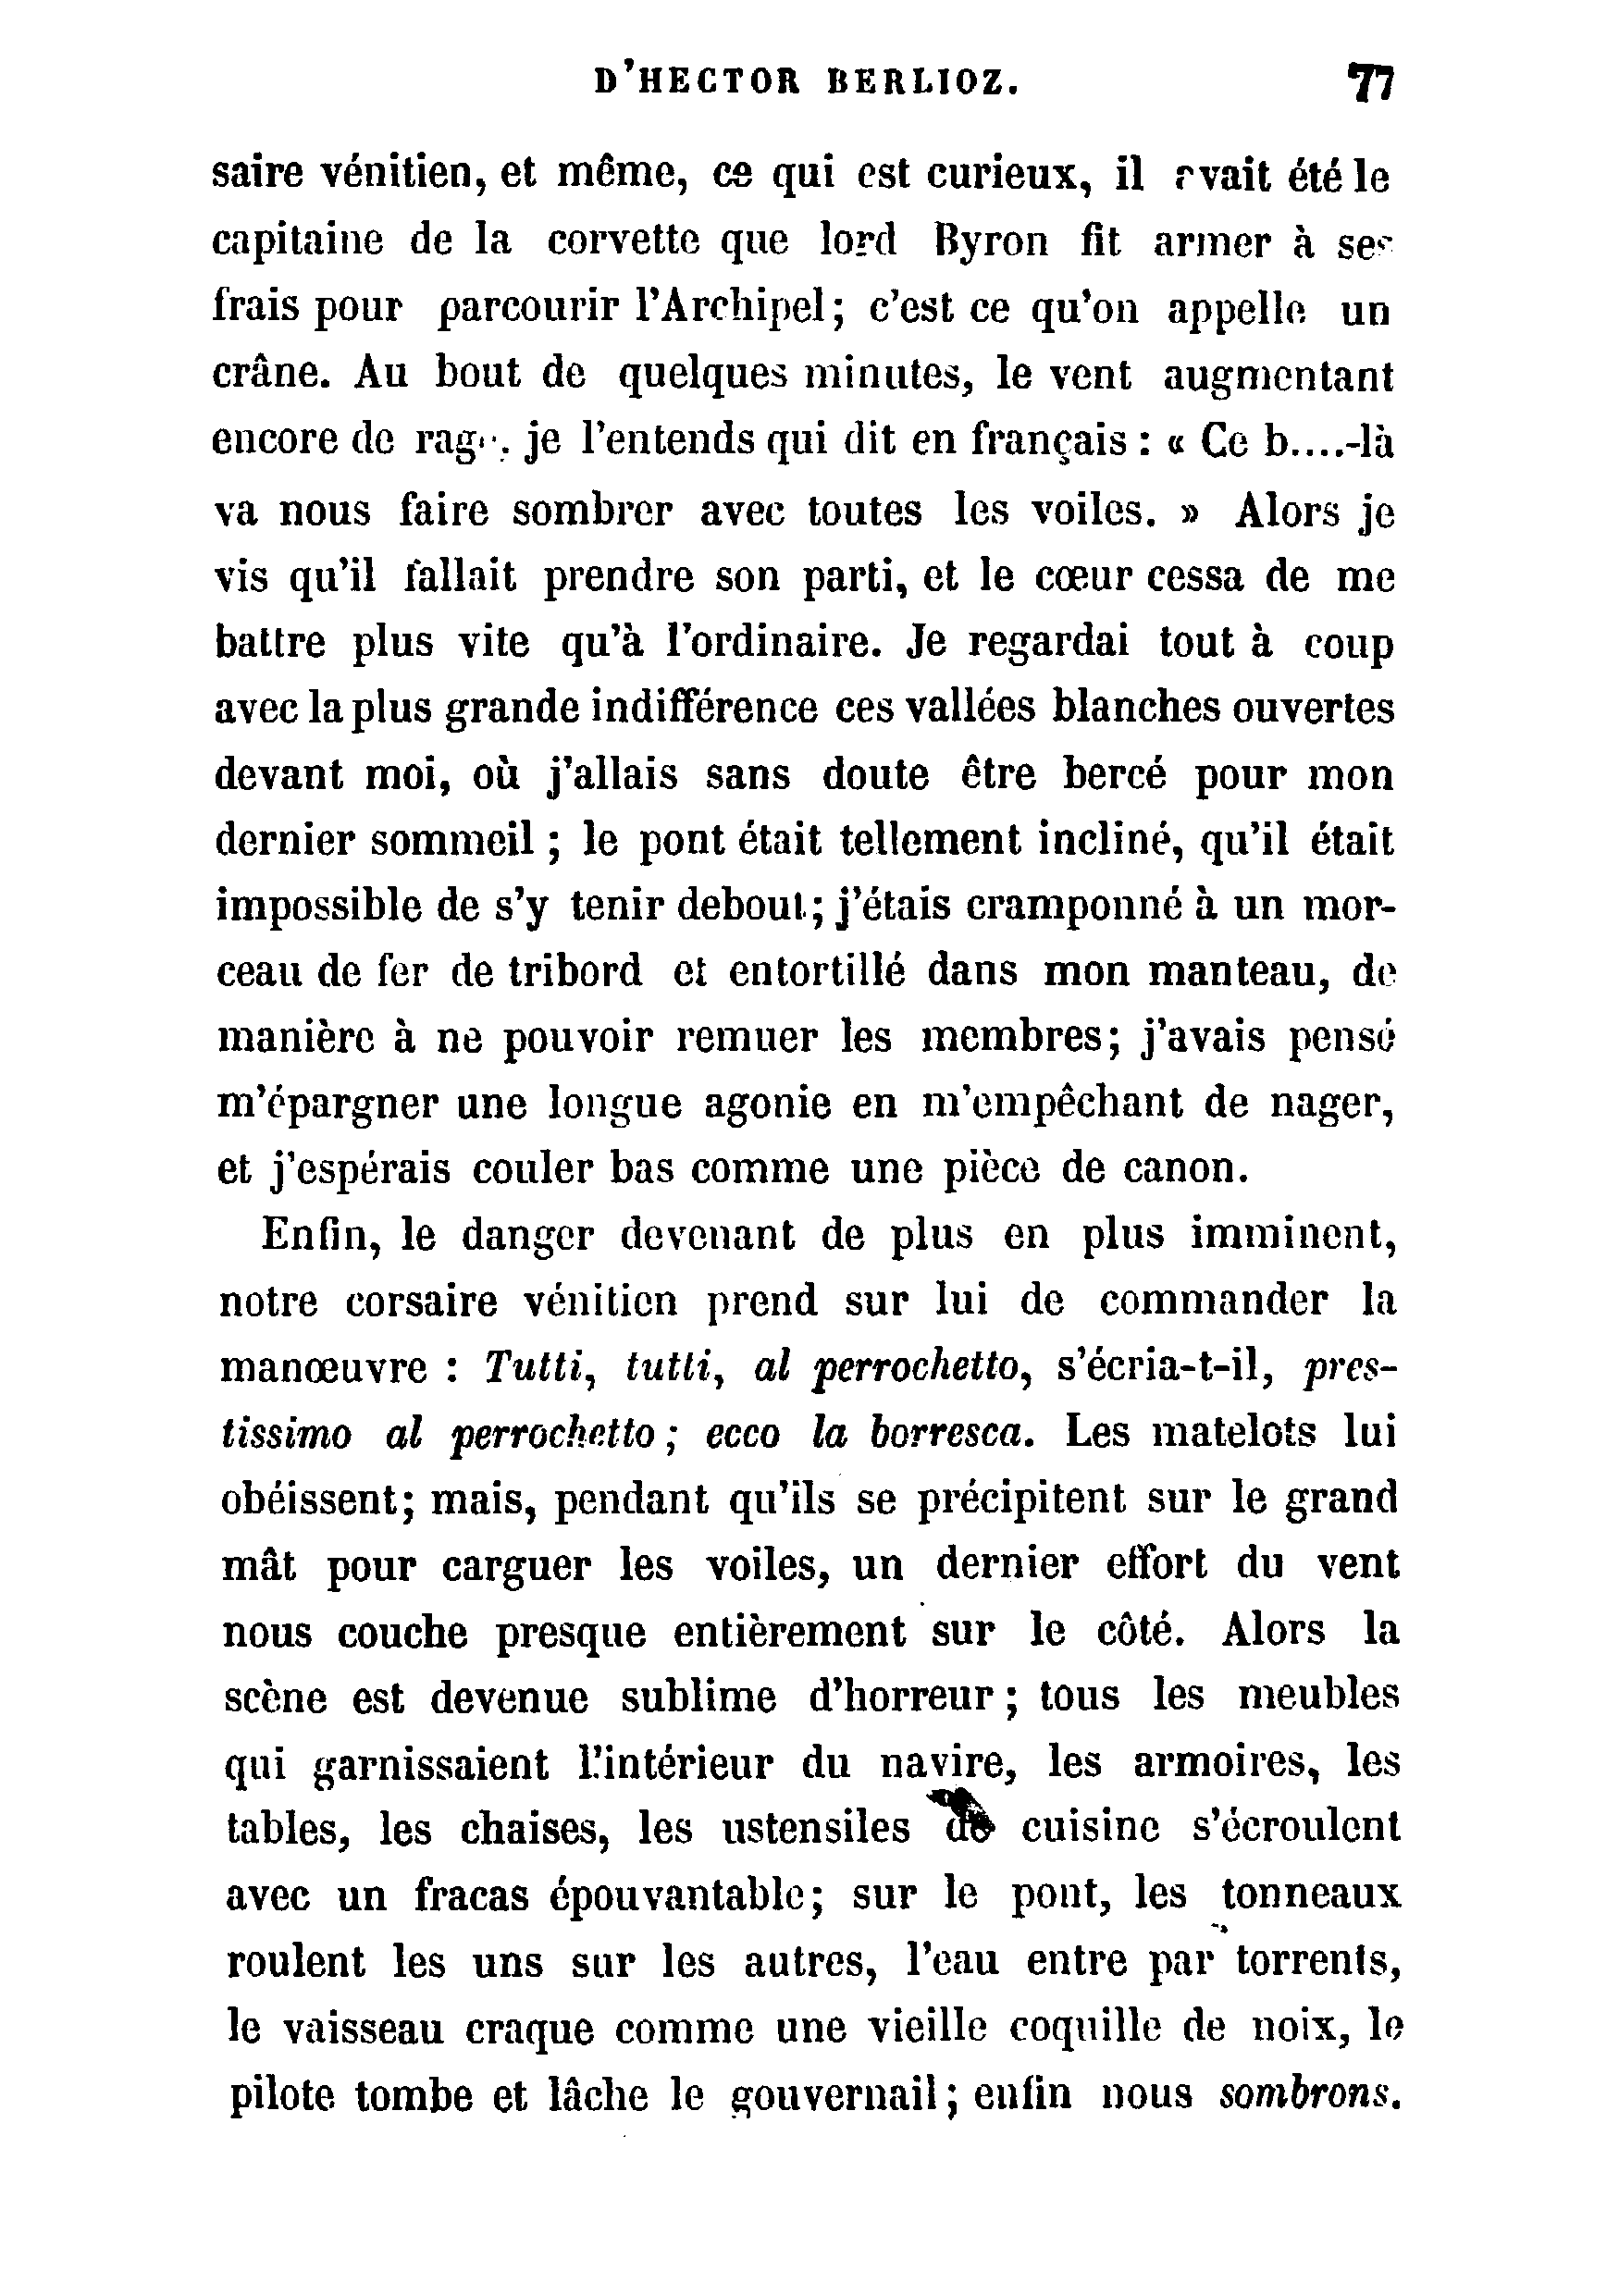 D'HECTOR BERLIOZ. 77
saire vénitien, et même, ce qui est curieux, il avait été le
capitaine de la corvette que lord Byron fit armer à ses
frais pour parcourir l'Archipel; c'est ce qu'on appelle un
crâne. Au bout de quelques minutes, le vent augmentant
encore de rage, je l'entends qui dit en français : « Ce b....-là
va nous faire sombrer avec toutes les voiles. » Alors je
vis qu'il fallait prendre son parti, et le cœur cessa de me
battre plus vite qu'à l'ordinaire. Je regardai tout à coup
avec la plus grande indifférence ces vallées blanches ouvertes
devant moi, où j'allais sans doute être bercé pour mon
dernier sommeil ; le pont était tellement incliné, qu'il était
impossible de s'y tenir debout; j'étais cramponné à un mor-
ceau de fer de tribord et entortillé dans mon manteau, de
manière à ne pouvoir remuer les membres; j'avais pensé
m'épargner une longue agonie en m'empêchant de nager,
et j'espérais couler bas comme une pièce de canon.
Enfin, le danger devenant de plus en plus imminent,
notre corsaire vénitien prend sur lui de commander la
manœuvre : Tutti, tutti, al perrochetto, s'écria-t-il, pres-
tissimo al perrochetto ; ecco la borresca. Les matelots lui
obéissent; mais, pendant qu'ils se précipitent sur le grand
mât pour carguer les voiles, un dernier effort du vent
nous couche presque entièrement sur le côté. Alors la
scène est devenue sublime d'horreur ; tous les meubles
qui garnissaient l'intérieur du navire, les armoires, les
tables, les chaises, les ustensiles de cuisine s'écroulent
avec un fracas épouvantable; sur le pont, les tonneaux
roulent les uns sur les autres, l'eau entre par torrents,
le vaisseau craque comme une vieille coquille de noix, le
pilote tombe et lâche le gouvernail ; enfin nous sombrons.